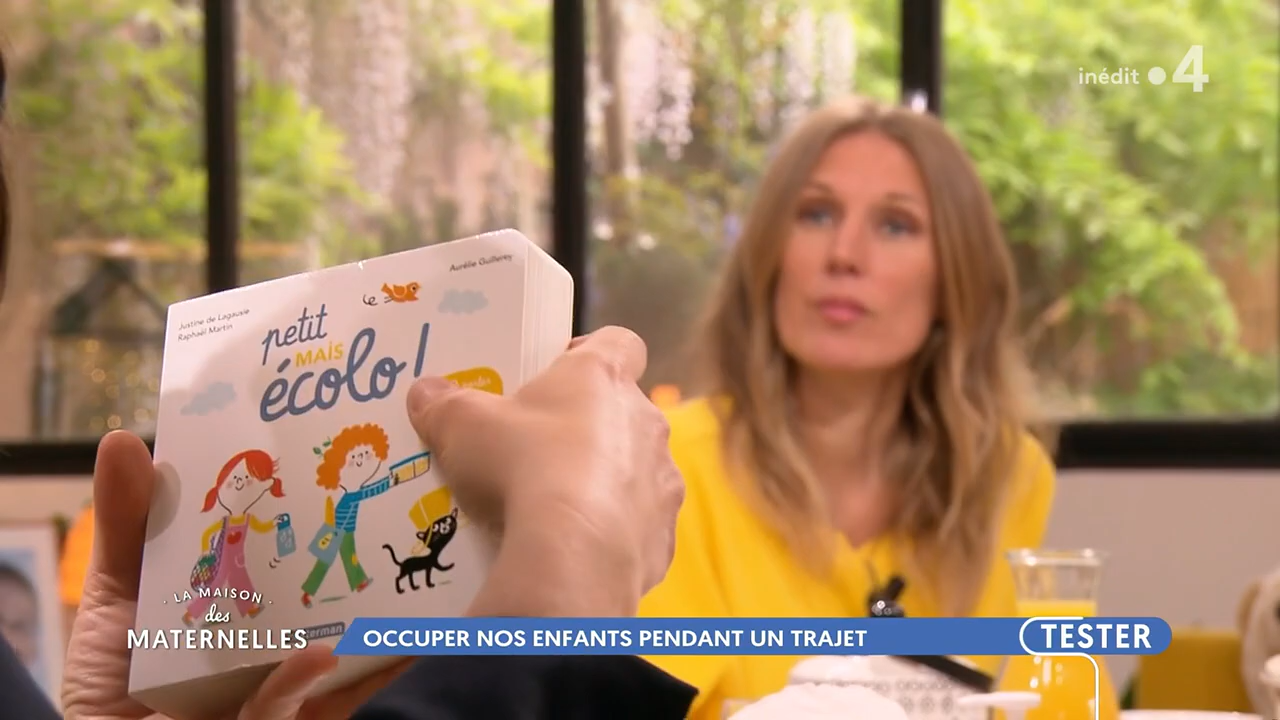 inédit 4
Justine de Lagausie
Raphaël Martin
Aurélie Guillerey
petit
MAIS
écolo!
LA MAISON
des
MATERNELLES
OCCUPER NOS ENFANTS PENDANT UN TRAJET
TESTER